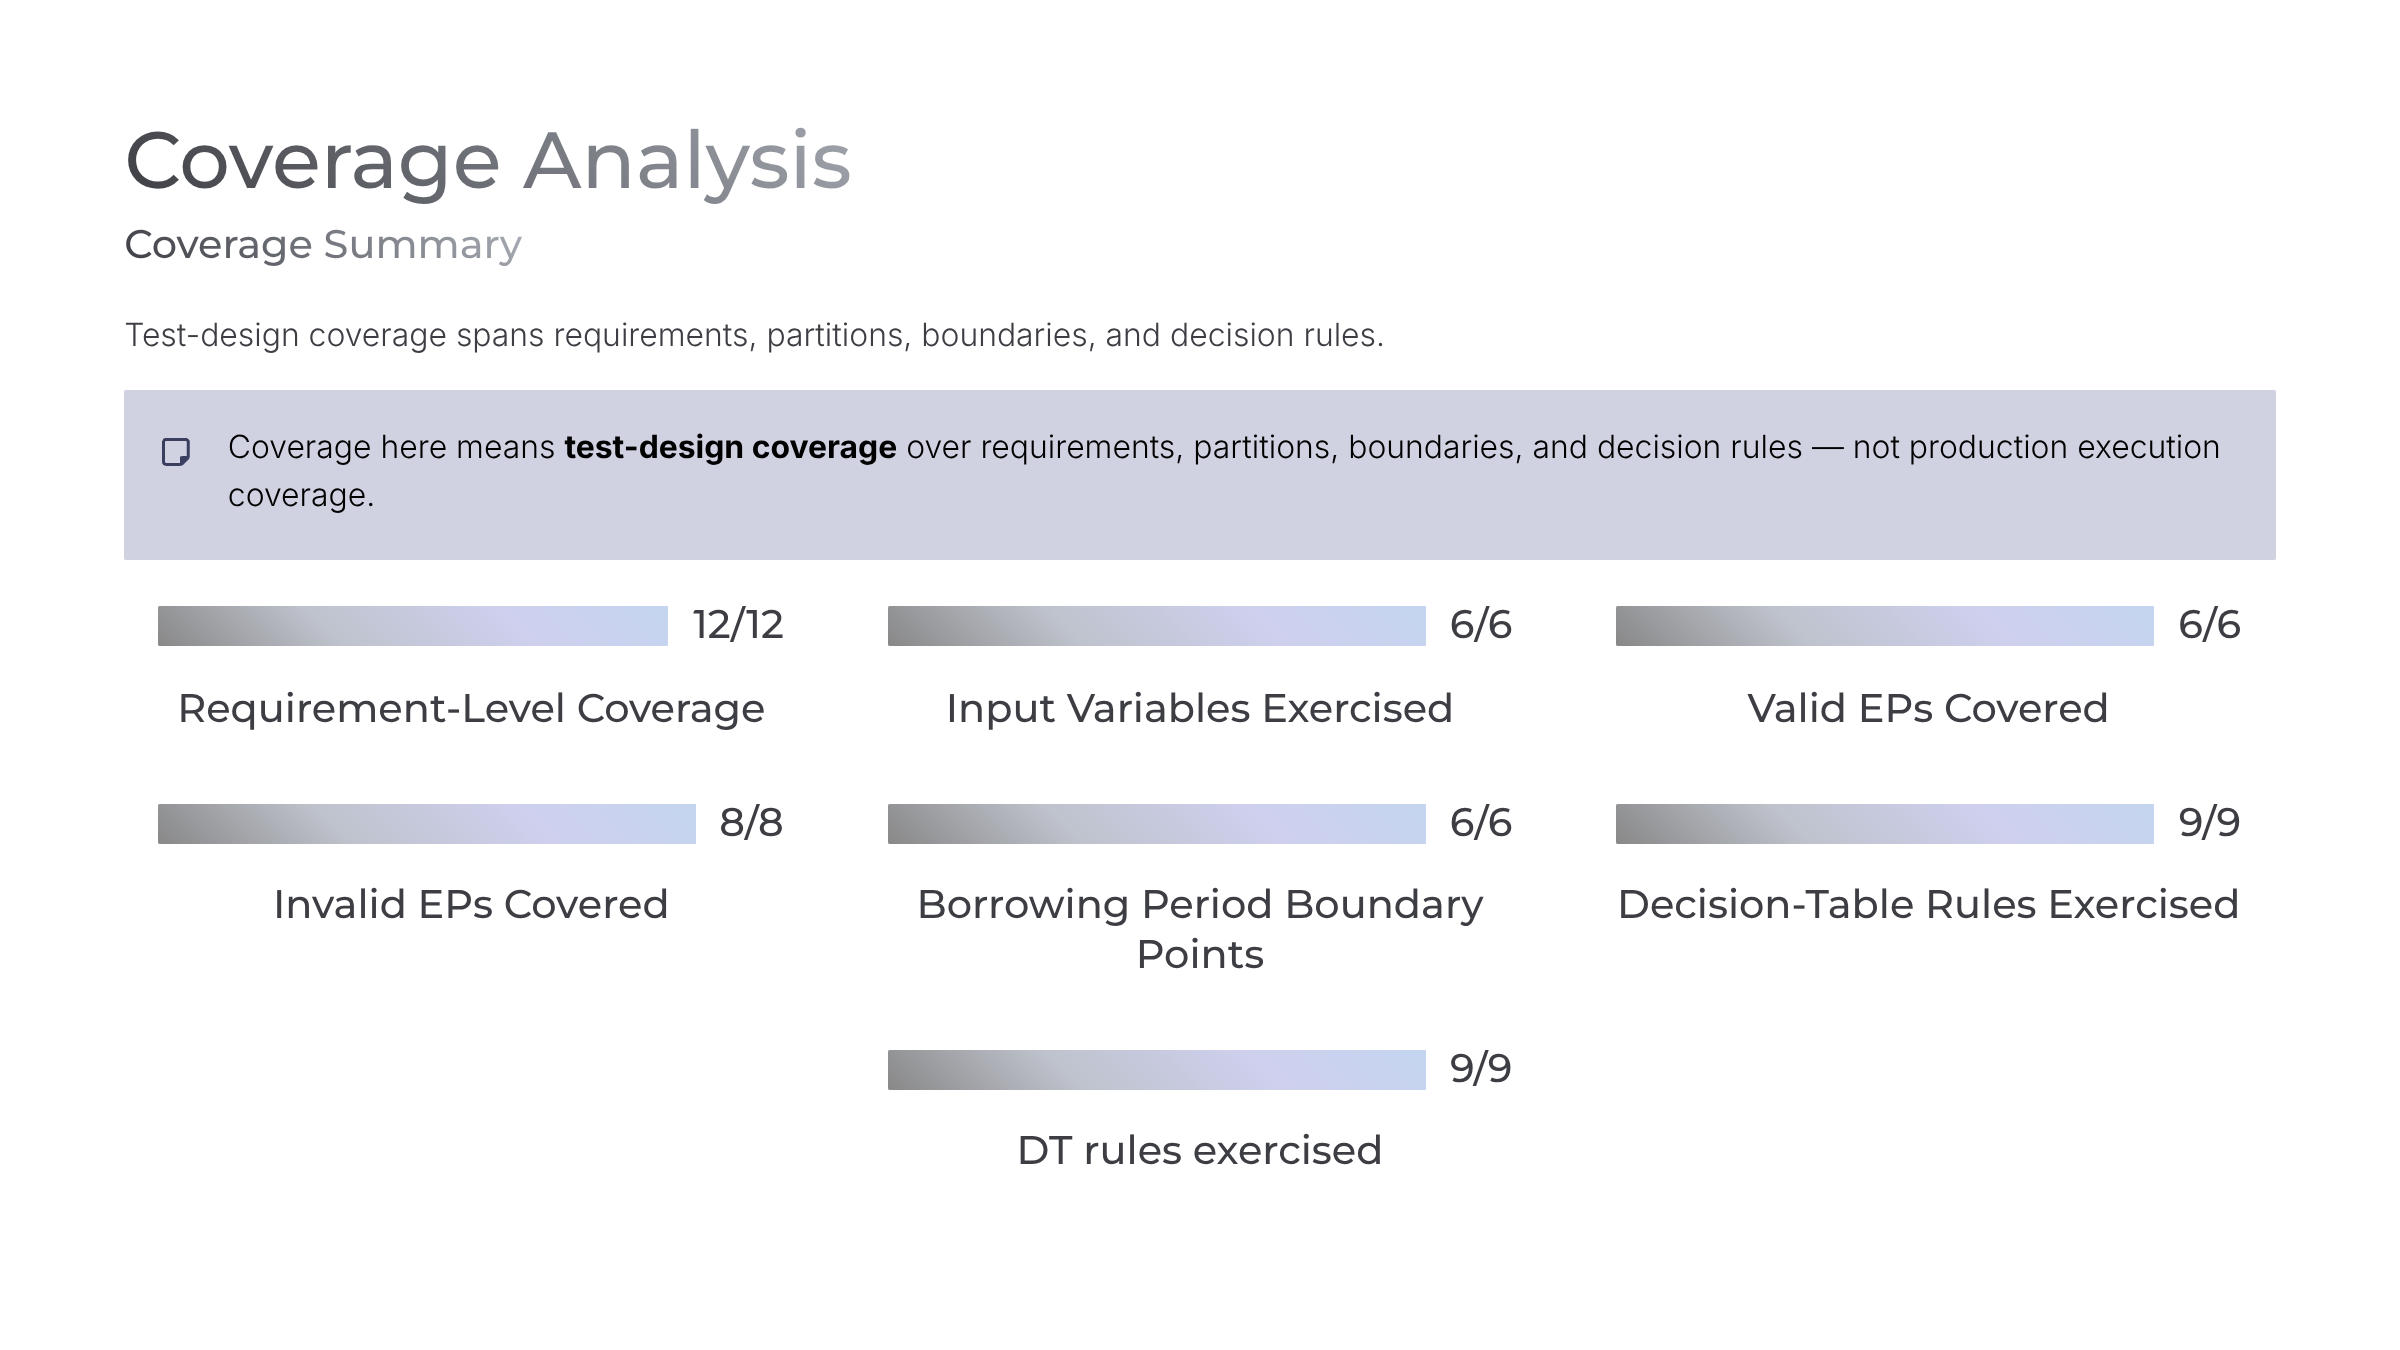 Coverage Analysis
Coverage Summary
Test-design coverage spans requirements, partitions, boundaries, and decision rules.
Coverage here means test-design coverage over requirements, partitions, boundaries, and decision rules — not production execution
coverage.
12/12
Requirement-Level Coverage
6/6
Input Variables Exercised
6/6
Valid EPs Covered
8/8
Invalid EPs Covered
6/6
Borrowing Period Boundary
Points
9/9
Decision-Table Rules Exercised
9/9
DT rules exercised